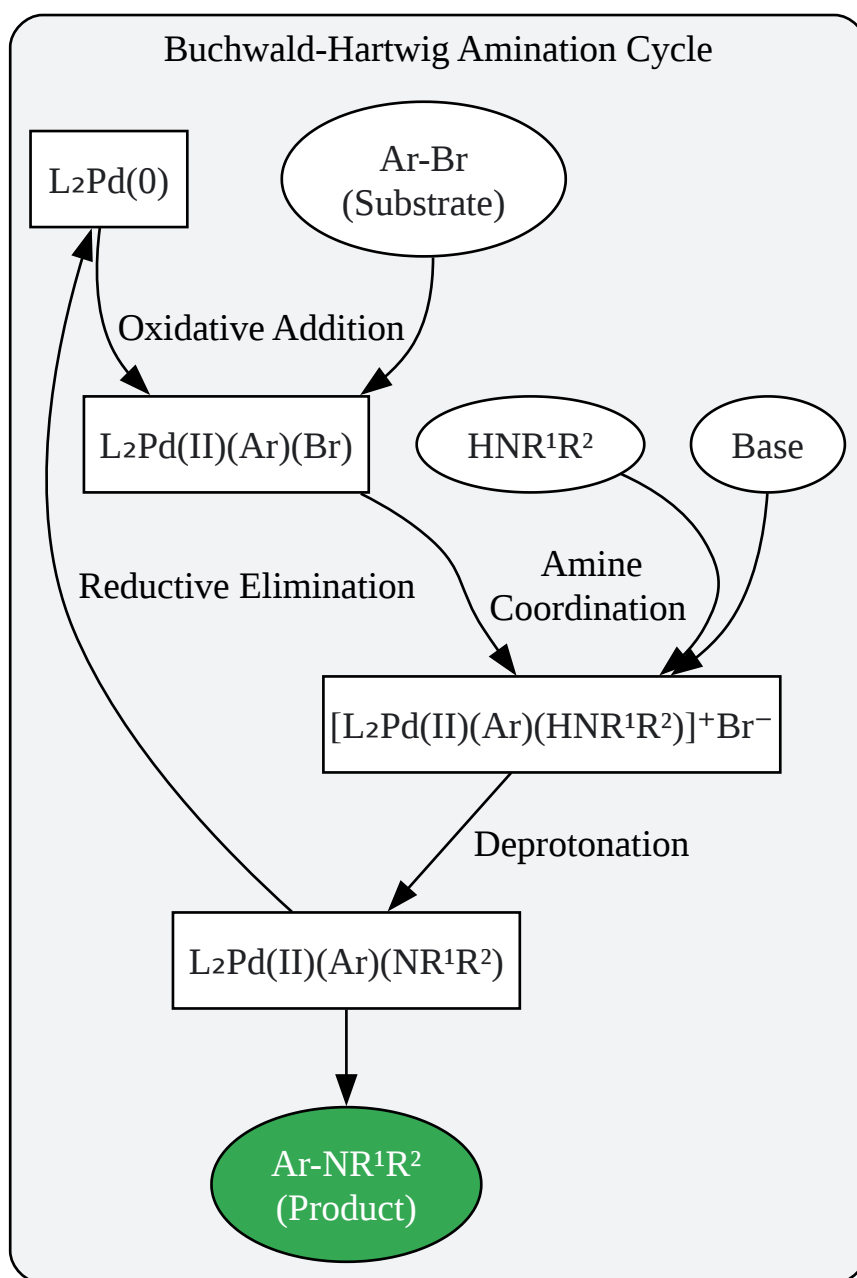 Buchwald-Hartwig Amination Cycle
L₂Pd(0)
Ar-Br
(Substrate)
Oxidative Addition
L₂Pd(II)(Ar)(Br)
HNR¹R²
Base
Reductive Elimination
Amine
Coordination
[L₂Pd(II)(Ar)(HNR¹R²)]⁺Br⁻
Deprotonation
L₂Pd(II)(Ar)(NR¹R²)
Ar-NR¹R²
(Product)